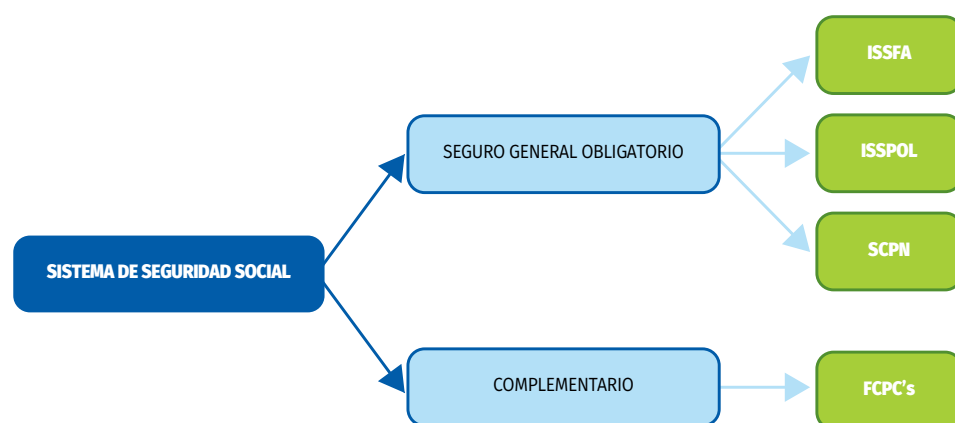 ISSFA
SEGURO GENERAL OBLIGATORIO
ISSPOL
SCPN
SISTEMA DE SEGURIDAD SOCIAL
COMPLEMENTARIO
FCPC's